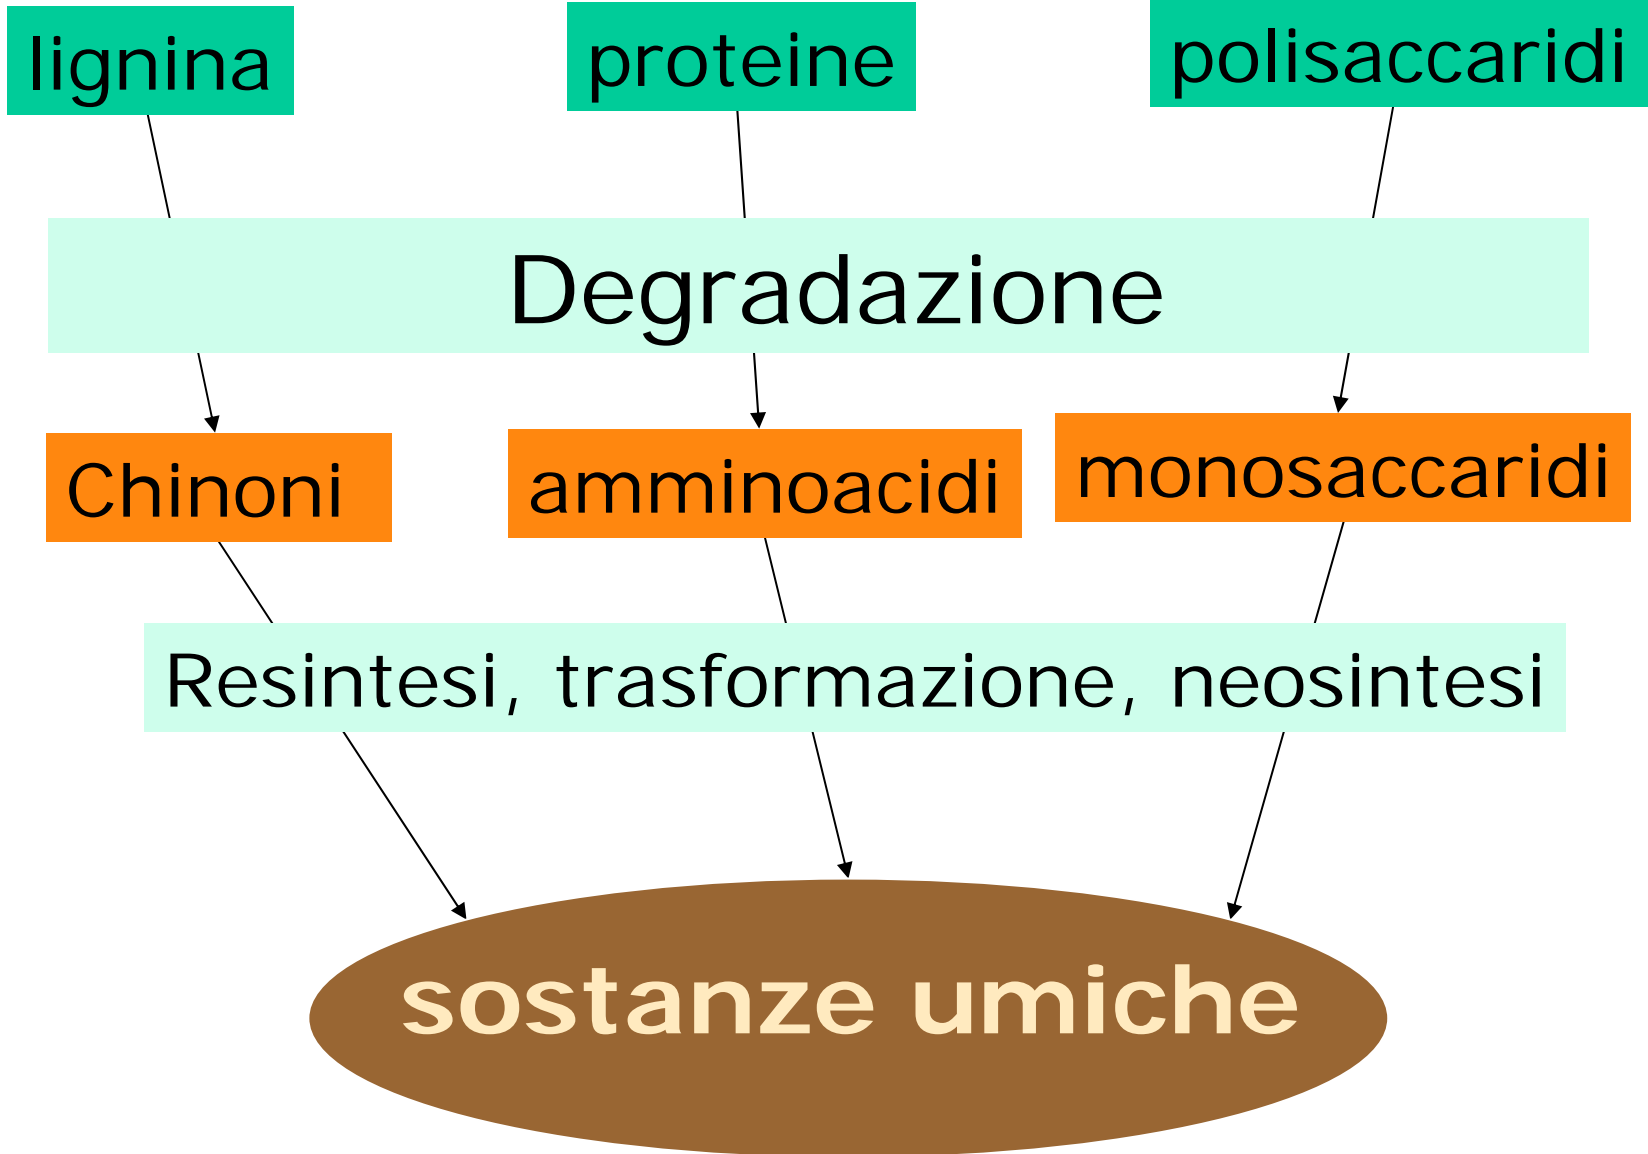 lignina
proteine
polisaccaridi
Degradazione
Chinoni
amminoacidi
monosaccaridi
Resintesi, trasformazione, neosintesi
sostanze umiche